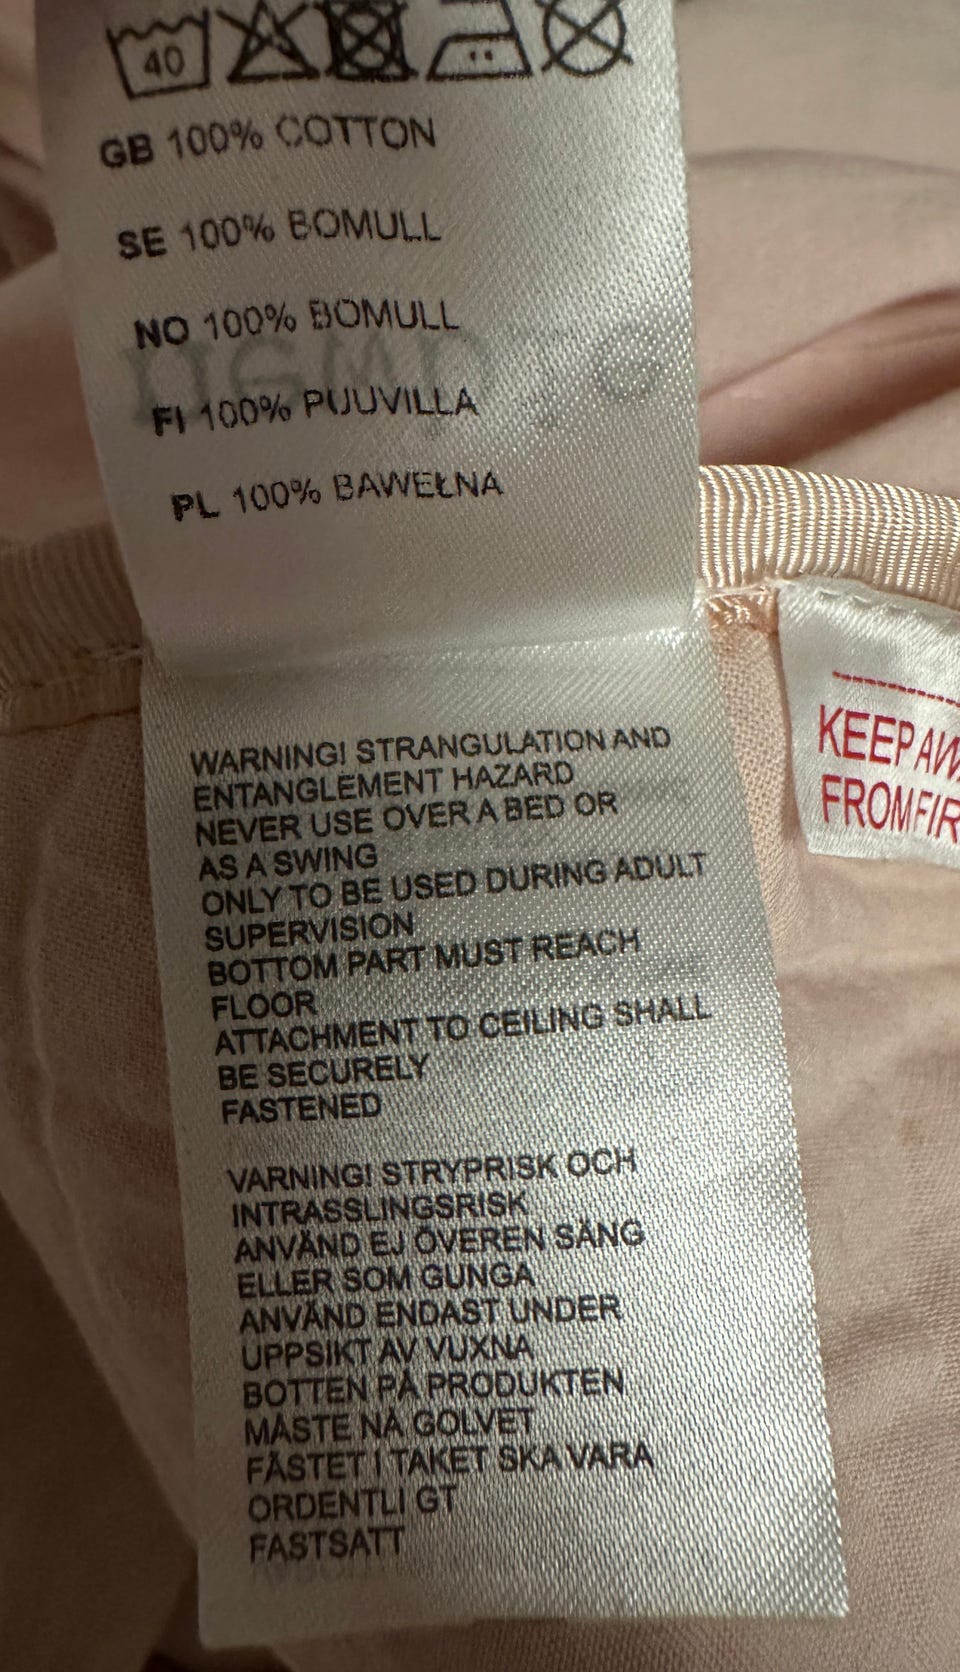 40
GB 100% COTTON
SE 100% BOMULL
NO 100% BOMULL
FI 100% PUUVILLA
PL 100% BAWEŁNA
WARNING! STRANGULATION AND
ENTANGLEMENT HAZARD
NEVER USE OVER A BED OR
AS A SWING
ONLY TO BE USED DURING ADULT
SUPERVISION
BOTTOM PART MUST REACH
FLOOR
ATTACHMENT TO CEILING SHALL
BE SECURELY
FASTENED
VARNING! STRYPRISK OCH
INTRASSLINGSRISK
ANVÄND EJ ÖVEREN SÄNG
ELLER SOM GUNGA
ANVÄND ENDAST UNDER
UPPSIKT AV VUXNA
BOTTEN PÅ PRODUKTEN
MÅSTE NÅ GOLVET
FÄSTET I TAKET SKA VARA
ORDENTLI GT
FASTSATT
KEEP
FROM